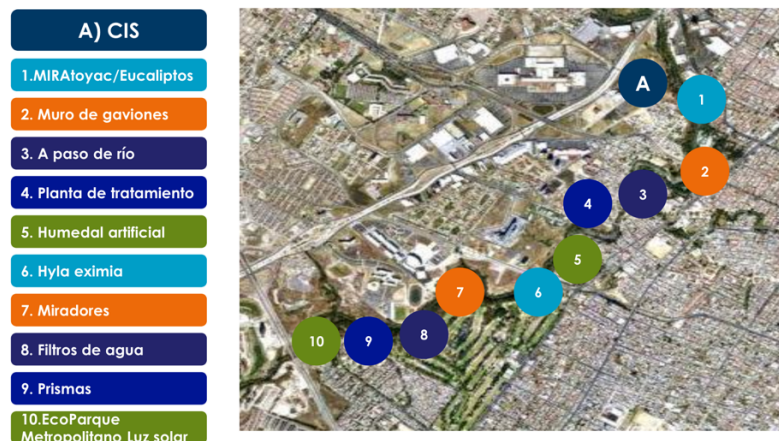 A) CIS
1.MIRAtoyac/Eucaliptos
2. Muro de gaviones
3. A paso de río
4. Planta de tratamiento
5. Humedal artificial
6. Hyla eximia
7. Miradores
8. Filtros de agua
9. Prismas
10.EcoParque
Metropolitano Luz solar
A
1
2
3
4
5
6
7
8
9
10